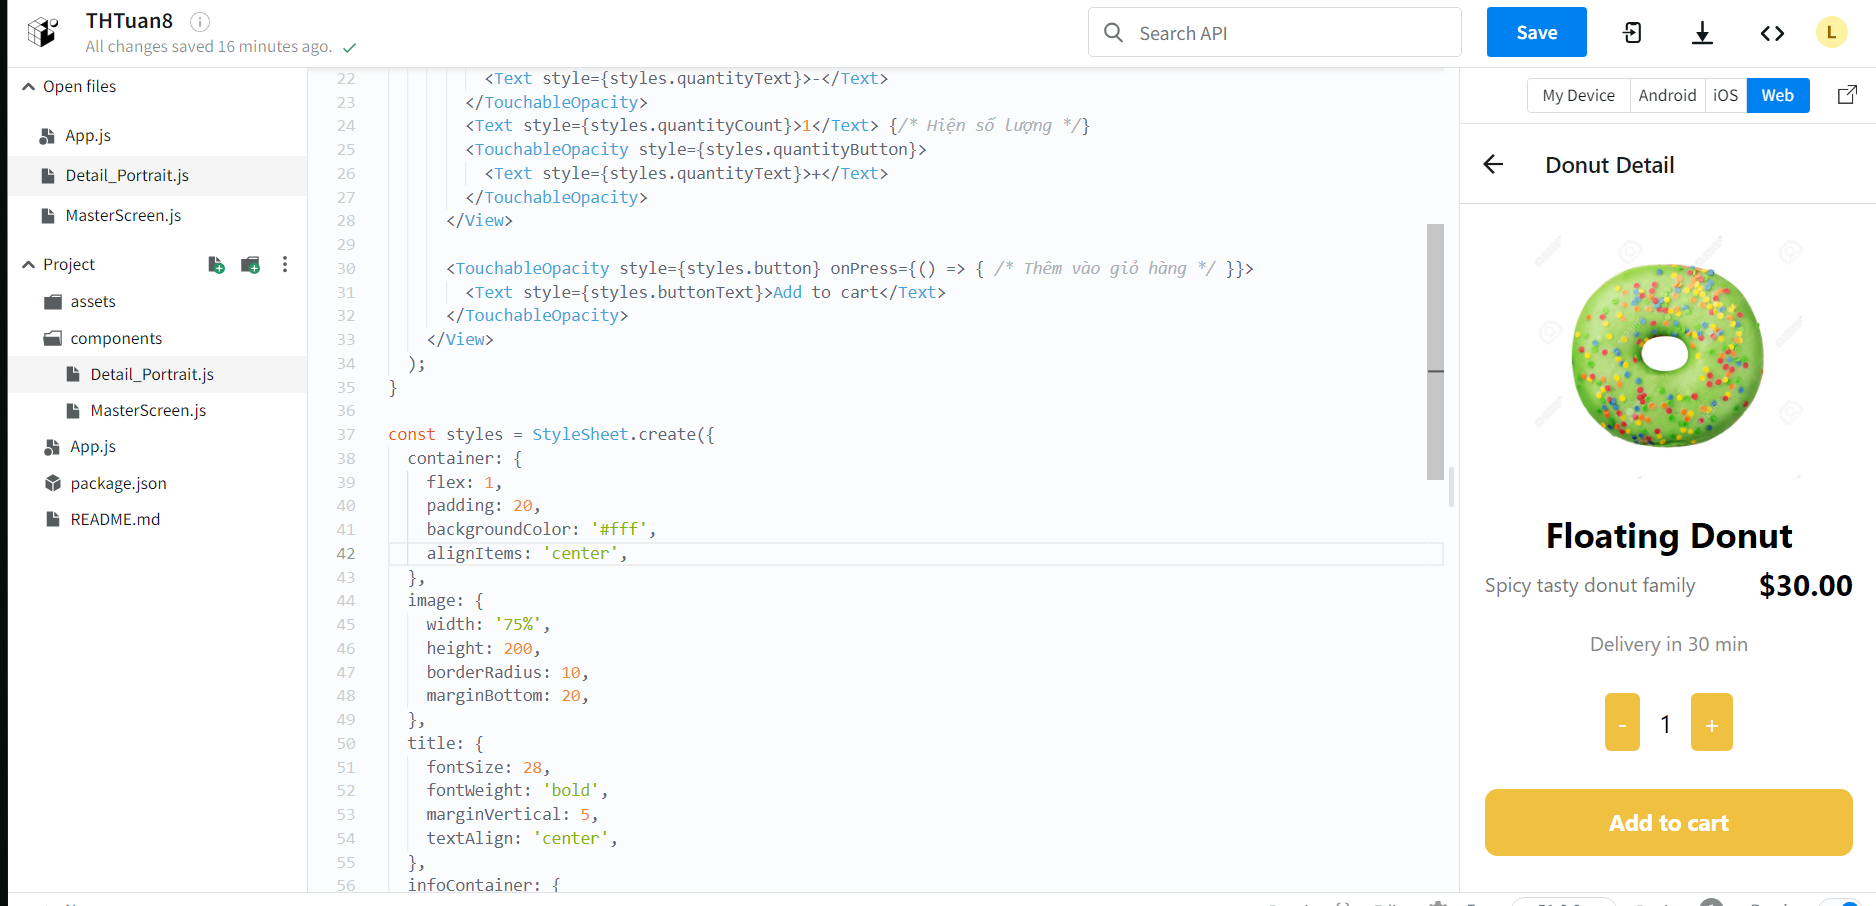 THTuan8
All changes saved 16 minutes ago.
Search API
Save
L
Open files
App.js
Detail_Portrait.js
MasterScreen.js
Project
assets
components
Detail_Portrait.js
MasterScreen.js
App.js
package.json
README.md
22 <Text style={styles.quantityText}>-</Text>
23 </TouchableOpacity>
24 <Text style={styles.quantityCount}>1</Text> {/* Hiện số lượng */}
25 <TouchableOpacity style={styles.quantityButton}>
26 <Text style={styles.quantityText}>+</Text>
27 </TouchableOpacity>
28 </View>
29
30 <TouchableOpacity style={styles.button} onPress={() => { /* Thêm vào giỏ hàng */ }}>
31 <Text style={styles.buttonText}>Add to cart</Text>
32 </TouchableOpacity>
33 </View>
34 );
35 }
36
37 const styles = StyleSheet.create({
38 container: {
39 flex: 1,
40 padding: 20,
41 backgroundColor: '#fff',
42 alignItems: 'center',
43 },
44 image: {
45 width: '75%',
46 height: 200,
47 borderRadius: 10,
48 marginBottom: 20,
49 },
50 title: {
51 fontSize: 28,
52 fontWeight: 'bold',
53 marginVertical: 5,
54 textAlign: 'center',
55 },
56 infoContainer: {
My Device
Android
iOS
Web
Donut Detail
Floating Donut
Spicy tasty donut family
$30.00
Delivery in 30 min
- 1 +
Add to cart